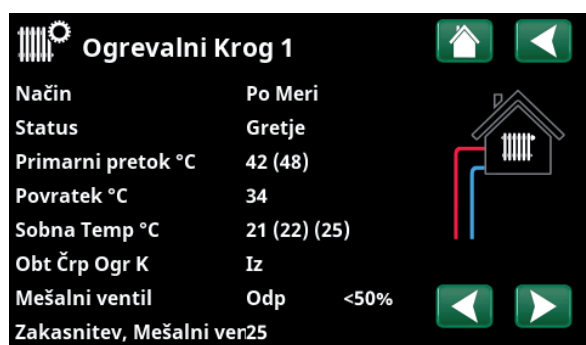 Ogrevalni Krog 1
Način Po Meri
Status Gretje
Primarni pretok °C 42 (48)
Povratek °C 34
Sobna Temp °C 21 (22) (25)
Obt Črp Ogr K Iz
Mešalni ventil Odp <50%
Zakasnitev, Mešalni ven25